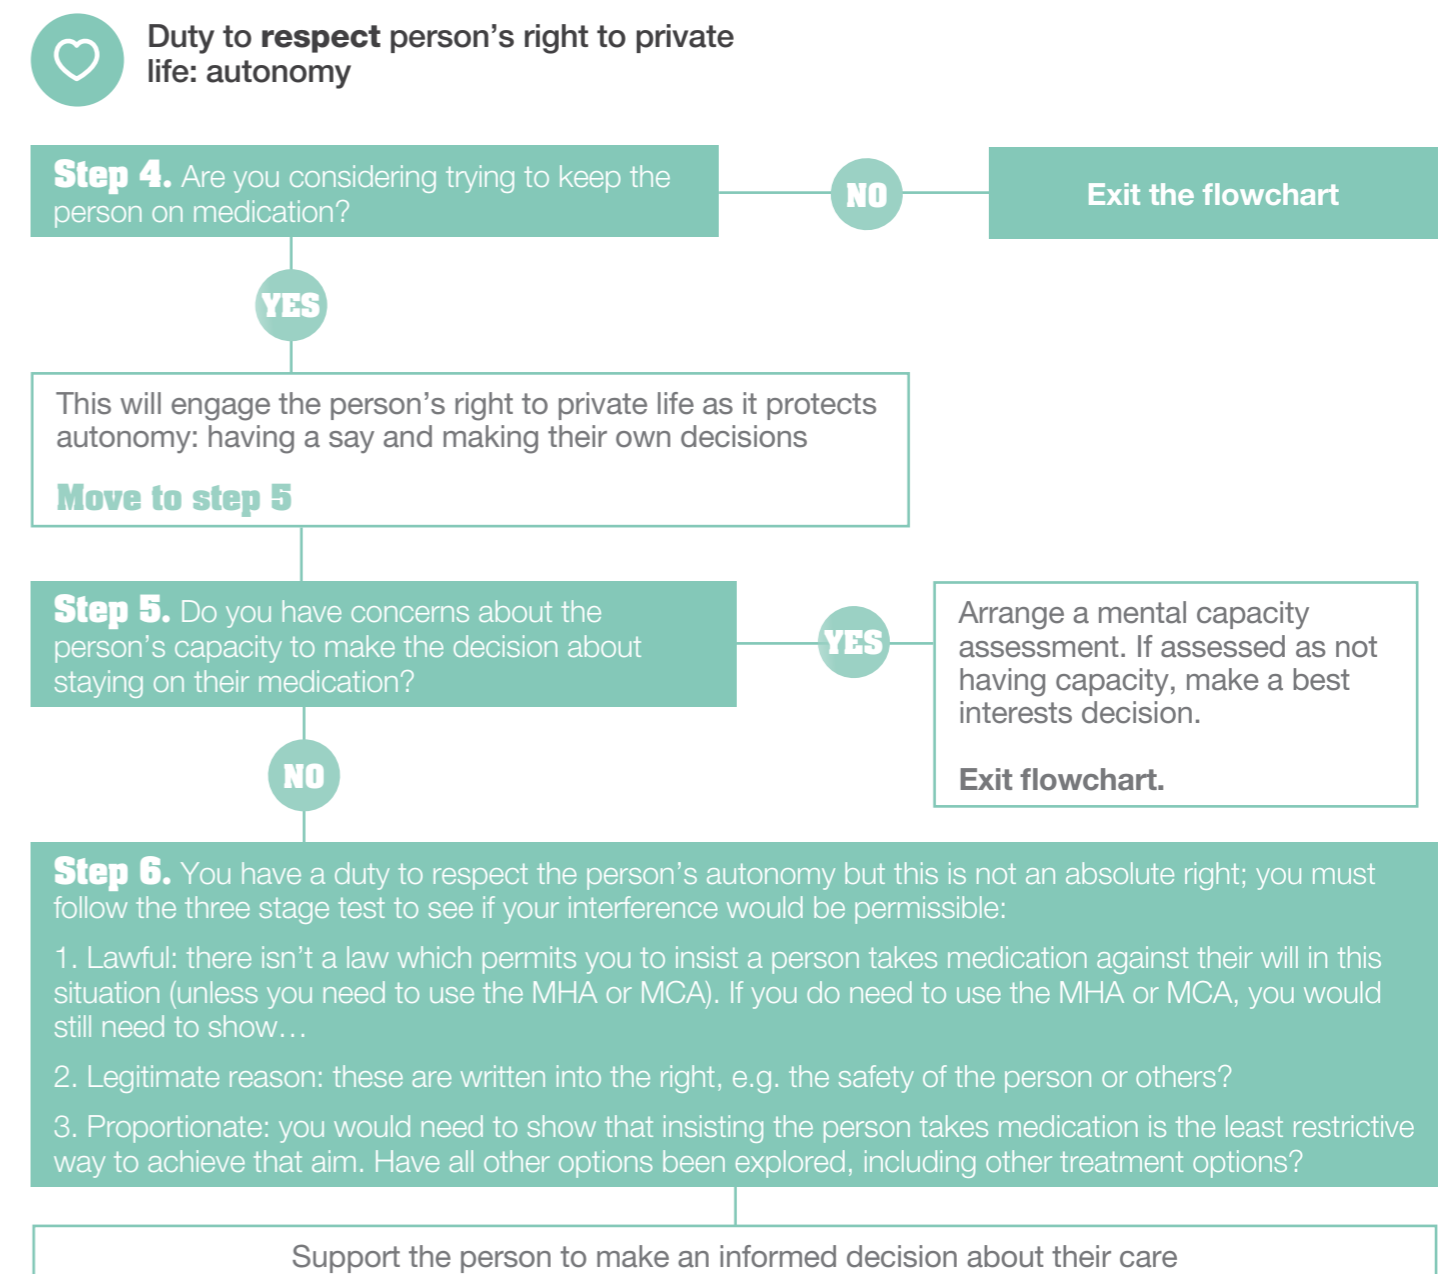 Duty to respect person's right to private
life: autonomy
Step 4. Are you considering trying to keep the
person on medication?
NO
Exit the flowchart
YES
This will engage the person's right to private life as it protects
autonomy: having a say and making their own decisions
Move to step 5
Step 5. Do you have concerns about the
person's capacity to make the decision about
staying on their medication?
YES
Arrange a mental capacity
assessment. If assessed as not
having capacity, make a best
interests decision.
Exit flowchart.
NO
Step 6. You have a duty to respect the person's autonomy but this is not an absolute right; you must
follow the three stage test to see if your interference would be permissible:
1. Lawful: there isn't a law which permits you to insist a person takes medication against their will in this
situation (unless you need to use the MHA or MCA). If you do need to use the MHA or MCA, you would
still need to show…
2. Legitimate reason: these are written into the right, e.g. the safety of the person or others?
3. Proportionate: you would need to show that insisting the person takes medication is the least restrictive
way to achieve that aim. Have all other options been explored, including other treatment options?
Support the person to make an informed decision about their care